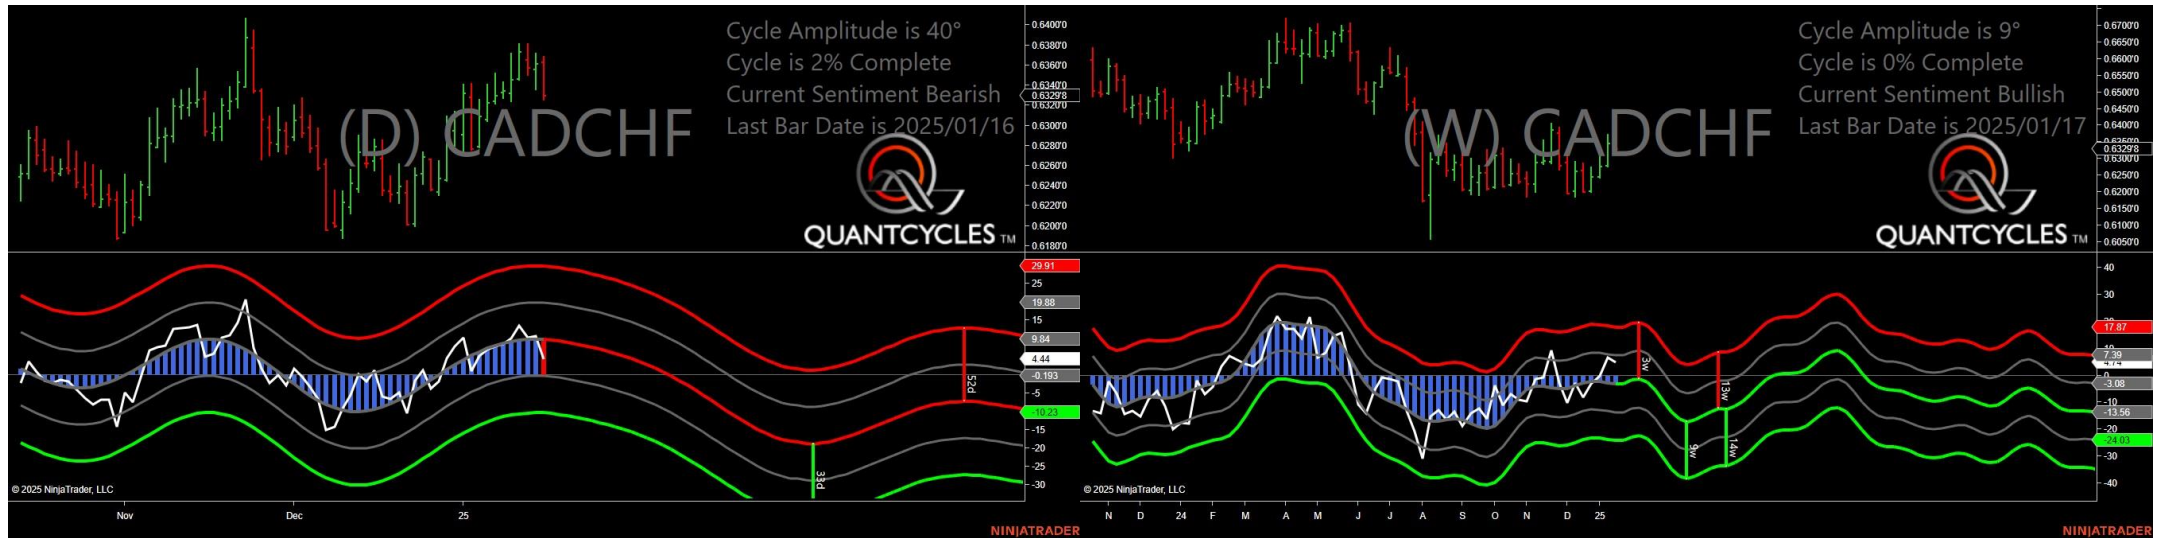 Cycle Amplitude is 40°
Cycle is 2% Complete
Current Sentiment Bearish
Last Bar Date is 2025/01/16
(D) CADCHF
QUANTCYCLES TM
0.6400'0
0.6380'0
0.6360'0
0.6329'8
0.6320'0
0.6300'0
0.6280'0
0.6260'0
0.6240'0
0.6220'0
0.6200'0
0.6180'0
29.91
25
19.88
15
9.84
4.44
-0.193
-5
-10.23
-15
-20
-25
-30
52d
33d
© 2025 NinjaTrader, LLC
Nov
Dec
25
NINJATRADER
Cycle Amplitude is 9°
Cycle is 0% Complete
Current Sentiment Bullish
Last Bar Date is 2025/01/17
(W) CADCHF
QUANTCYCLES TM
0.6700'0
0.6650'0
0.6600'0
0.6550'0
0.6500'0
0.6450'0
0.6400'0
0.6329'8
0.6300'0
0.6250'0
0.6200'0
0.6150'0
0.6100'0
0.6050'0
40
30
17.87
7.39
-3.08
-10
-13.56
-20
-24.03
-30
-40
3w
13w
9w
14w
© 2025 NinjaTrader, LLC
N D 24 F M A M J J A S O N D 25
NINJATRADER